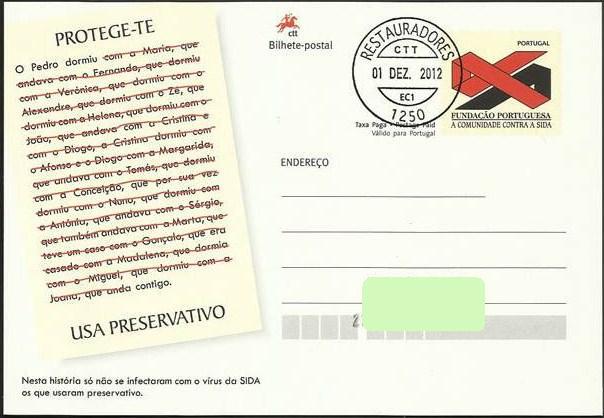 PROTEGE-TE
O Pedro dormiu com a Maria, que
andava com o Fernando, que dormiu
com a Verónica, que dormiu com o
Alexandre, que dormiu com o Zé, que
dormiu com a Helena, que dormiu com o
João, que andava com a Cristina e
com o Diogo, a Cristina dormiu com
o Afonso e o Diogo com a Margarida,
que andava com o Tomás, que dormiu
com a Conceição, que por sua vez
dormiu com o Nuno, que dormiu com
a Antónia, que andava com o Sérgio,
que também andava com a Marta, que
teve um caso com o Gonçalo, que era
casado com a Madalena, que dormia
com o Miguel, que dormiu com a
Joana, que anda contigo.
USA PRESERVATIVO
Nesta história só não se infectaram com o vírus da SIDA
os que usaram preservativo.
ctt
Bilhete-postal
RESTAURADORES
CTT
01 DEZ. 2012
EC1
1250
PORTUGAL
FUNDAÇÃO PORTUGUESA
A COMUNIDADE CONTRA A SIDA
Taxa Paga • Postage Paid
Válido para Portugal
ENDEREÇO